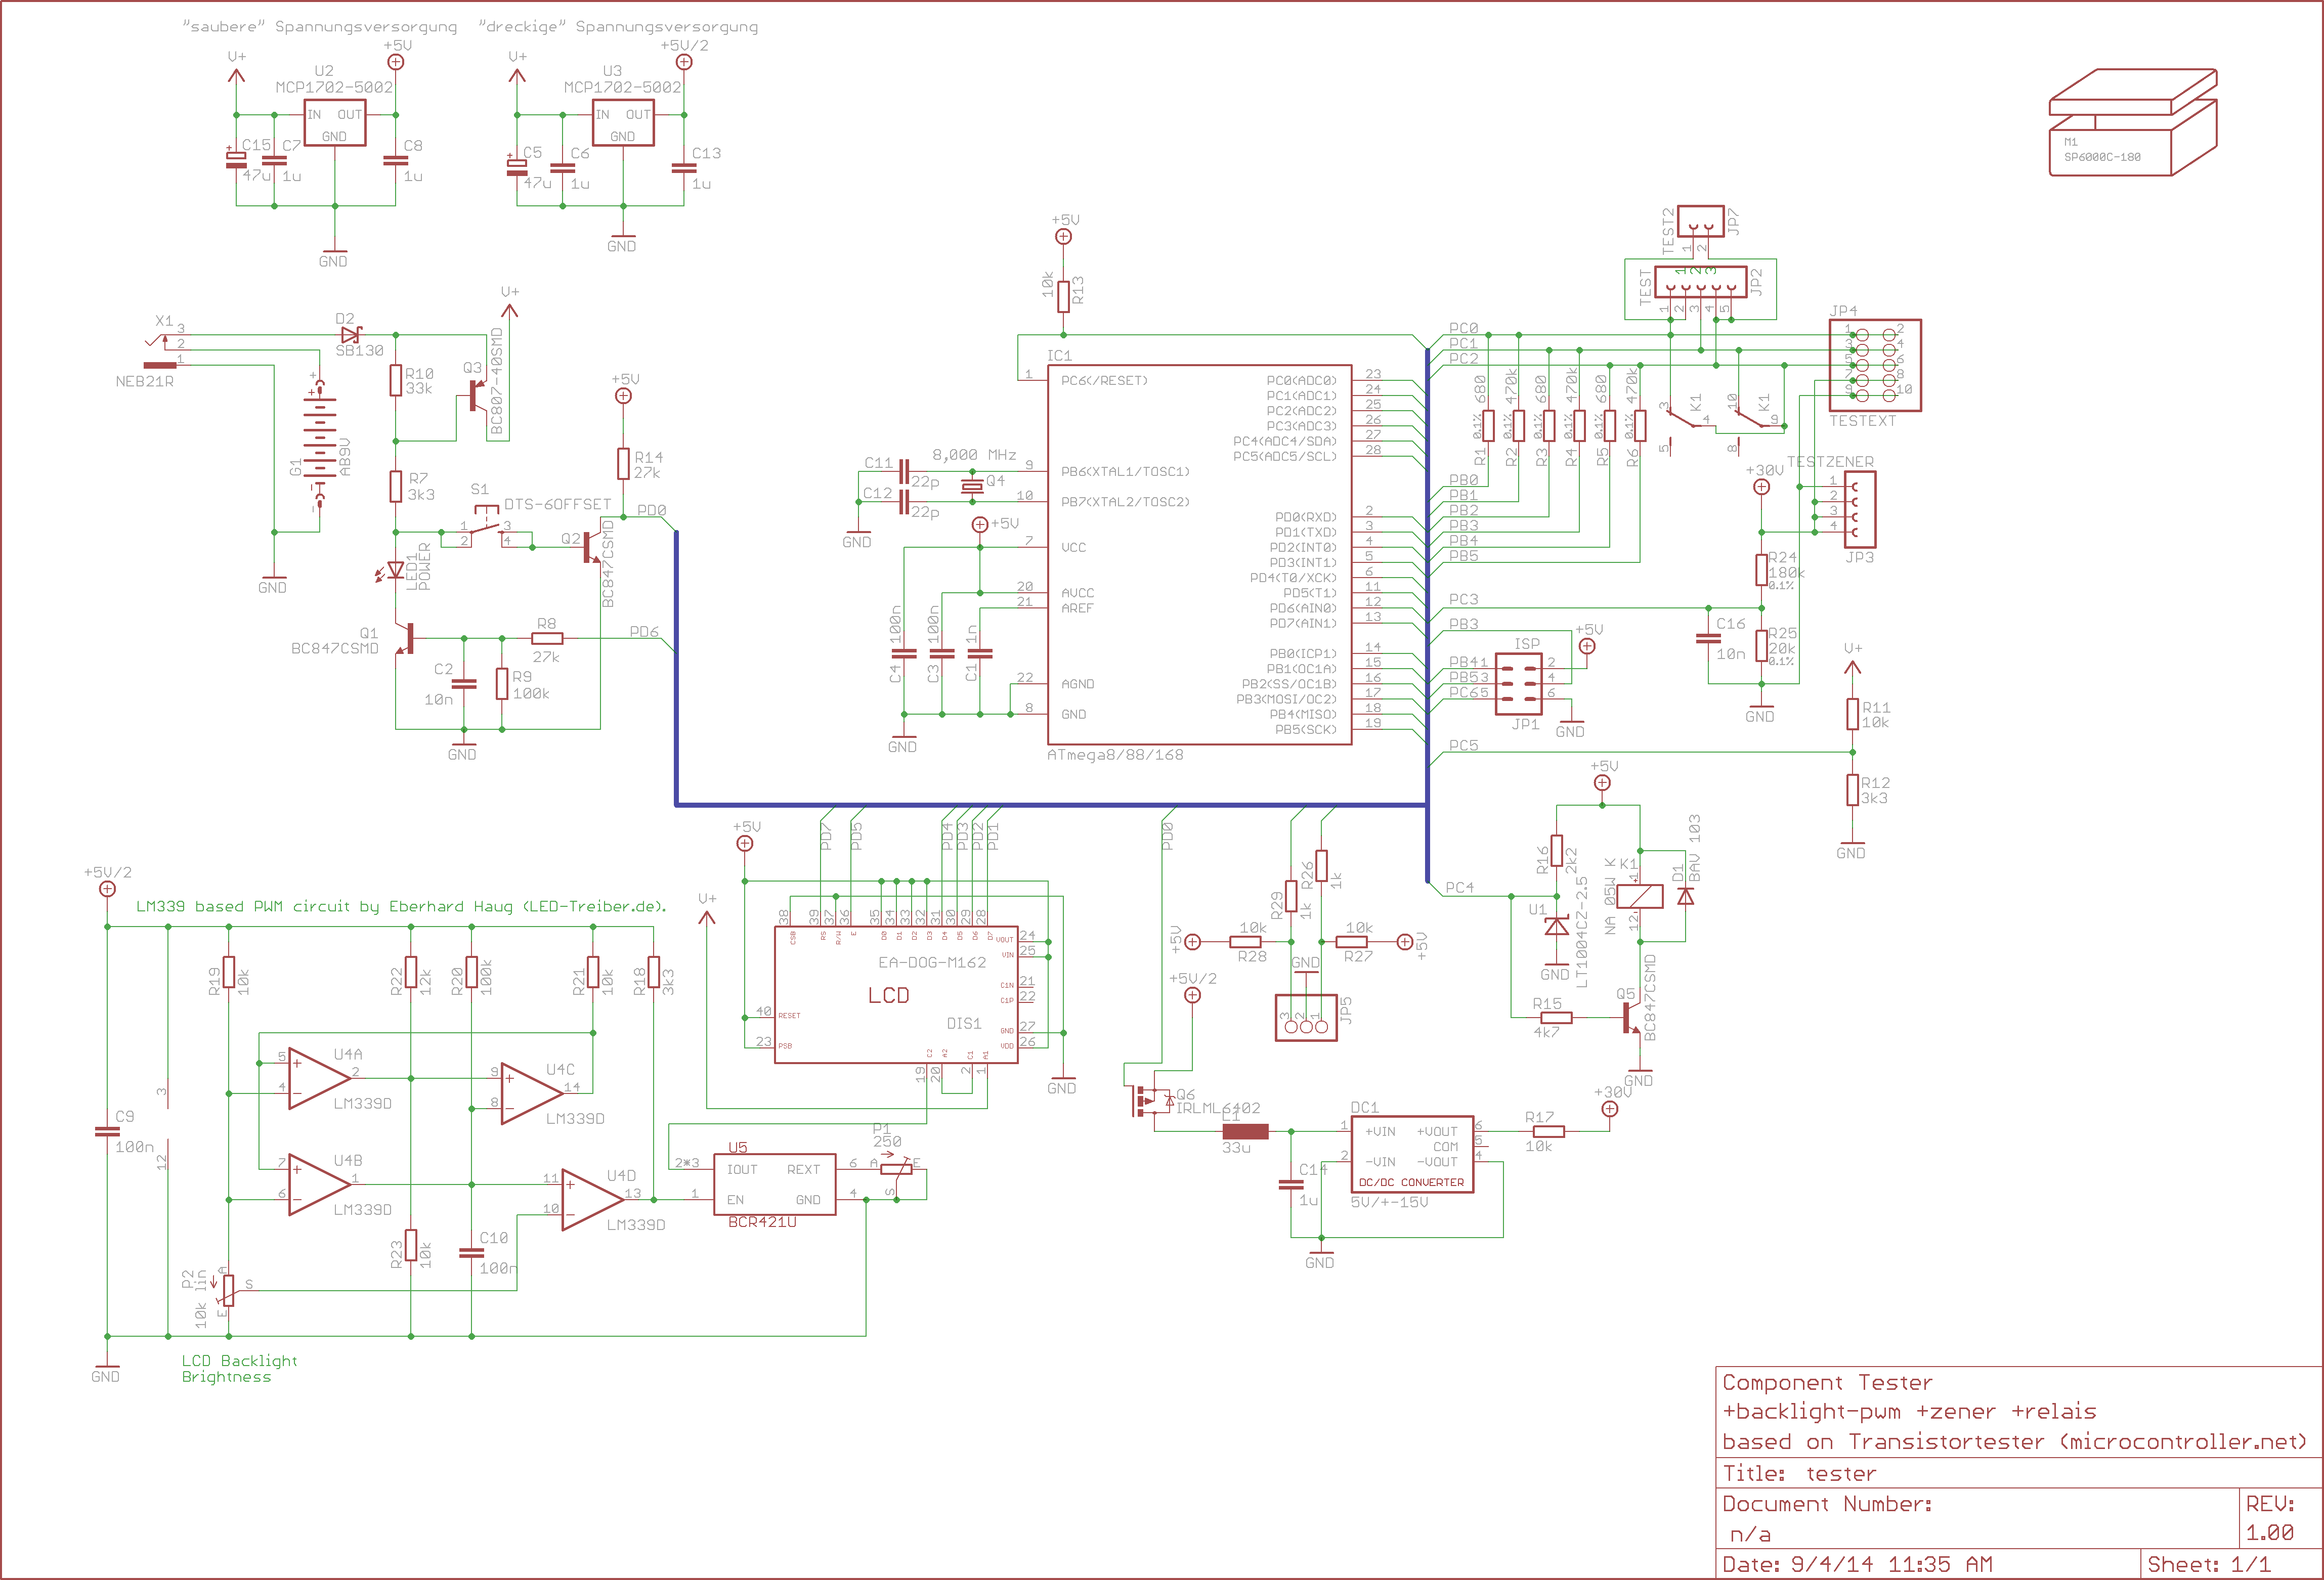 "saubere" Spannungsversorgung
"dreckige" Spannungsversorgung
V+
+5V
U2
MCP1702-5002
IN OUT
GND
C15
47u
C7
1u
C8
1u
GND
V+
+5V/2
U3
MCP1702-5002
IN OUT
GND
C5
47u
C6
1u
C13
1u
GND
M1
SP6000C-180
X1
3
2
1
NEB21R
D2
SB130
V+
Q3
BC807-40SMD
R10
33k
G1
AB9V
R7
3k3
S1
DTS-6OFFSET
1
2
3
4
+5V
R14
27k
PD0
Q2
BC847CSMD
LED1
POWER
GND
Q1
BC847CSMD
R8
27k
PD6
C2
10n
R9
100k
GND
+5V
10k
R13
IC1
1 PC6(/RESET)
9 PB6(XTAL1/TOSC1)
10 PB7(XTAL2/TOSC2)
7 VCC
20 AVCC
21 AREF
22 AGND
8 GND
PC0(ADC0) 23
PC1(ADC1) 24
PC2(ADC2) 25
PC3(ADC3) 26
PC4(ADC4/SDA) 27
PC5(ADC5/SCL) 28
PD0(RXD) 2
PD1(TXD) 3
PD2(INT0) 4
PD3(INT1) 5
PD4(T0/XCK) 6
PD5(T1) 11
PD6(AIN0) 12
PD7(AIN1) 13
PB0(ICP1) 14
PB1(OC1A) 15
PB2(SS/OC1B) 16
PB3(MOSI/OC2) 17
PB4(MISO) 18
PB5(SCK) 19
ATmega8/88/168
8,000 MHz
C11
22p
C12
22p
Q4
GND
+5V
C4 100n
C3 100n
C1 1n
GND
TEST2
JP7
1
2
TEST
1
2
3
JP2
1
2
3
4
5
PC0
PC1
PC2
R1 0.1% 680
R2 0.1% 470k
R3 0.1% 680
R4 0.1% 470k
R5 0.1% 680
R6 0.1% 470k
PB0
PB1
PB2
PB3
PB4
PB5
K1
3
4
5
K1
10
9
8
JP4
1 2
3 4
5 6
7 8
9 10
TESTEXT
TESTZENER
+30V
1
2
3
4
JP3
R24
180k
0.1%
PC3
C16
10n
R25
20k
0.1%
GND
PB3
ISP
+5V
PB4 1 2
PB5 3 4
PC6 5 6
JP1
GND
V+
R11
10k
PC5
R12
3k3
GND
+5V
R16
2k2
K1
1
2
NA 05W K
D1
BAV 103
PC4
U1
LT1004CZ-2.5
GND
R15
4k7
Q5
BC847CSMD
GND
+5V/2
LM339 based PWM circuit by Eberhard Haug (LED-Treiber.de).
R19
10k
R22
12k
R20
100k
R21
10k
R18
3k3
3
12
C9
100n
5
4
2
U4A
LM339D
9
8
14
U4C
LM339D
7
6
1
U4B
LM339D
11
10
13
U4D
LM339D
R23
10k
C10
100n
P2
10k lin
A
S
E
GND
LCD Backlight
Brightness
+5V
PD7
PD5
PD4
PD3
PD2
PD1
V+
38 39 37 36 35 34 33 32 31 30 29 28
CSB RS R/W E D0 D1 D2 D3 D4 D5 D6 D7
EA-DOG-M162
LCD
DIS1
VOUT 24
VIN 25
C1N 21
C1P 22
GND 27
VDD 26
40 RESET
23 PSB
C2 A2 C1 A1
19 20 2 1
GND
U5
2*3 IOUT
1 EN
REXT 6
GND 4
BCR421U
P1
250
A
E
S
PD0
R29
1k
R26
1k
+5V
10k
R28
10k
R27
+5V
GND
3
2
1
JP5
+5V/2
Q6
IRLML6402
L1
33u
C14
1u
DC1
1 +VIN
2 -VIN
+VOUT 6
COM 5
-VOUT 4
DC/DC CONVERTER
5V/+-15V
R17
10k
+30V
GND
Component Tester
+backlight-pwm +zener +relais
based on Transistortester (microcontroller.net)
Title: tester
Document Number:
n/a
REV:
1.00
Date: 9/4/14 11:35 AM
Sheet: 1/1